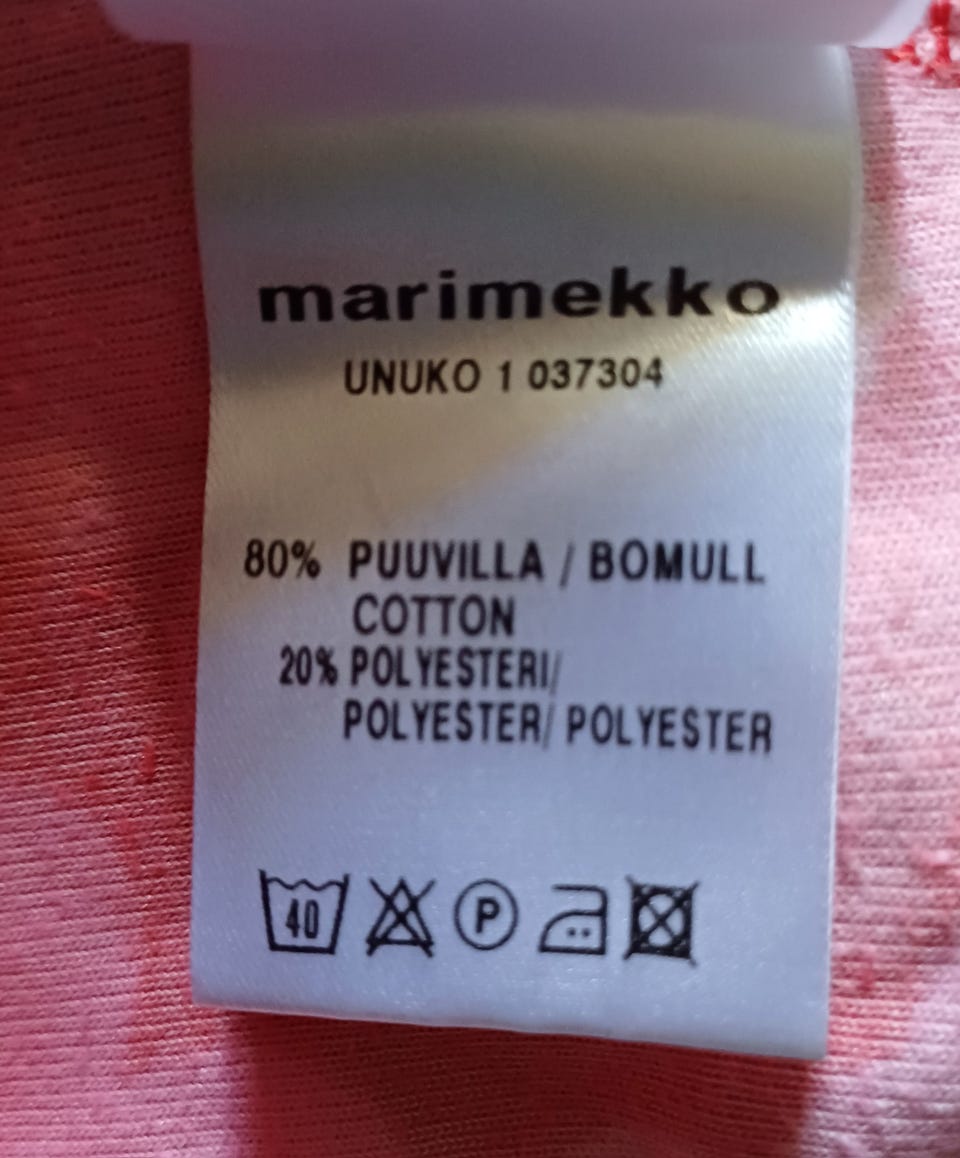 marimekko
UNUKO 1 037304
80% PUUVILLA / BOMULL
COTTON
20% POLYESTERI/
POLYESTER/ POLYESTER
40 P